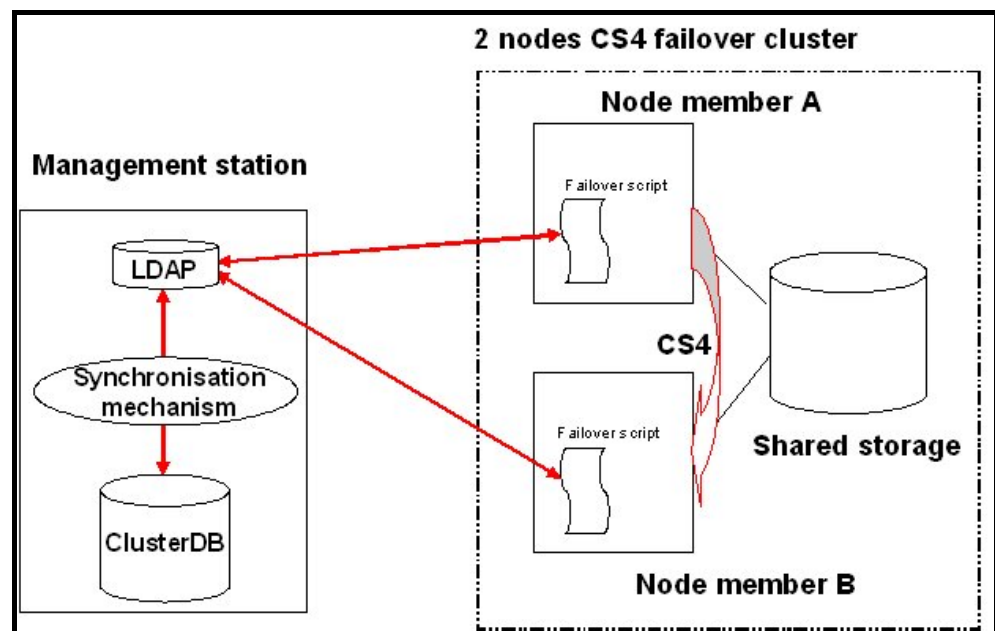 2 nodes CS4 failover cluster
Node member A
Management station
Failover script
LDAP
CS4
Synchronisation
mechanism
Failover script
Shared storage
ClusterDB
Node member B